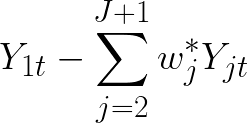 Y_{1t} - \sum_{j=2}^{J+1} w_j^* Y_{jt}